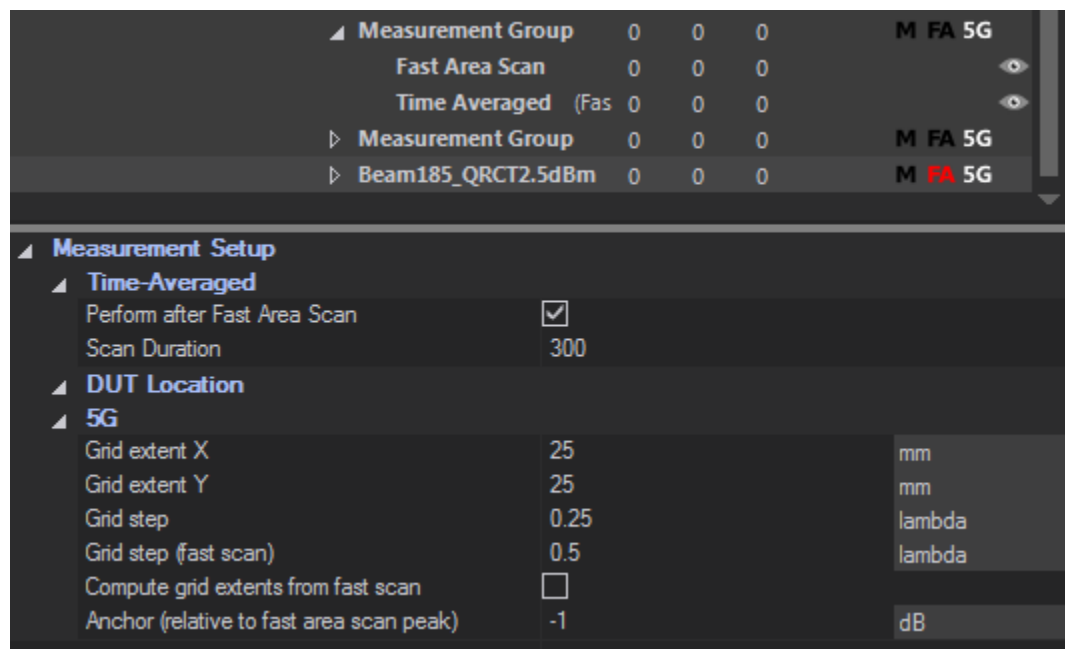 Measurement Group 0 0 0 M FA 5G
Fast Area Scan 0 0 0
Time Averaged (Fas 0 0 0
Measurement Group 0 0 0 M FA 5G
Beam185_QRCT2.5dBm 0 0 0 M FA 5G
Measurement Setup
Time-Averaged
Perform after Fast Area Scan
Scan Duration 300
DUT Location
5G
Grid extent X 25 mm
Grid extent Y 25 mm
Grid step 0.25 lambda
Grid step (fast scan) 0.5 lambda
Compute grid extents from fast scan
Anchor (relative to fast area scan peak) -1 dB